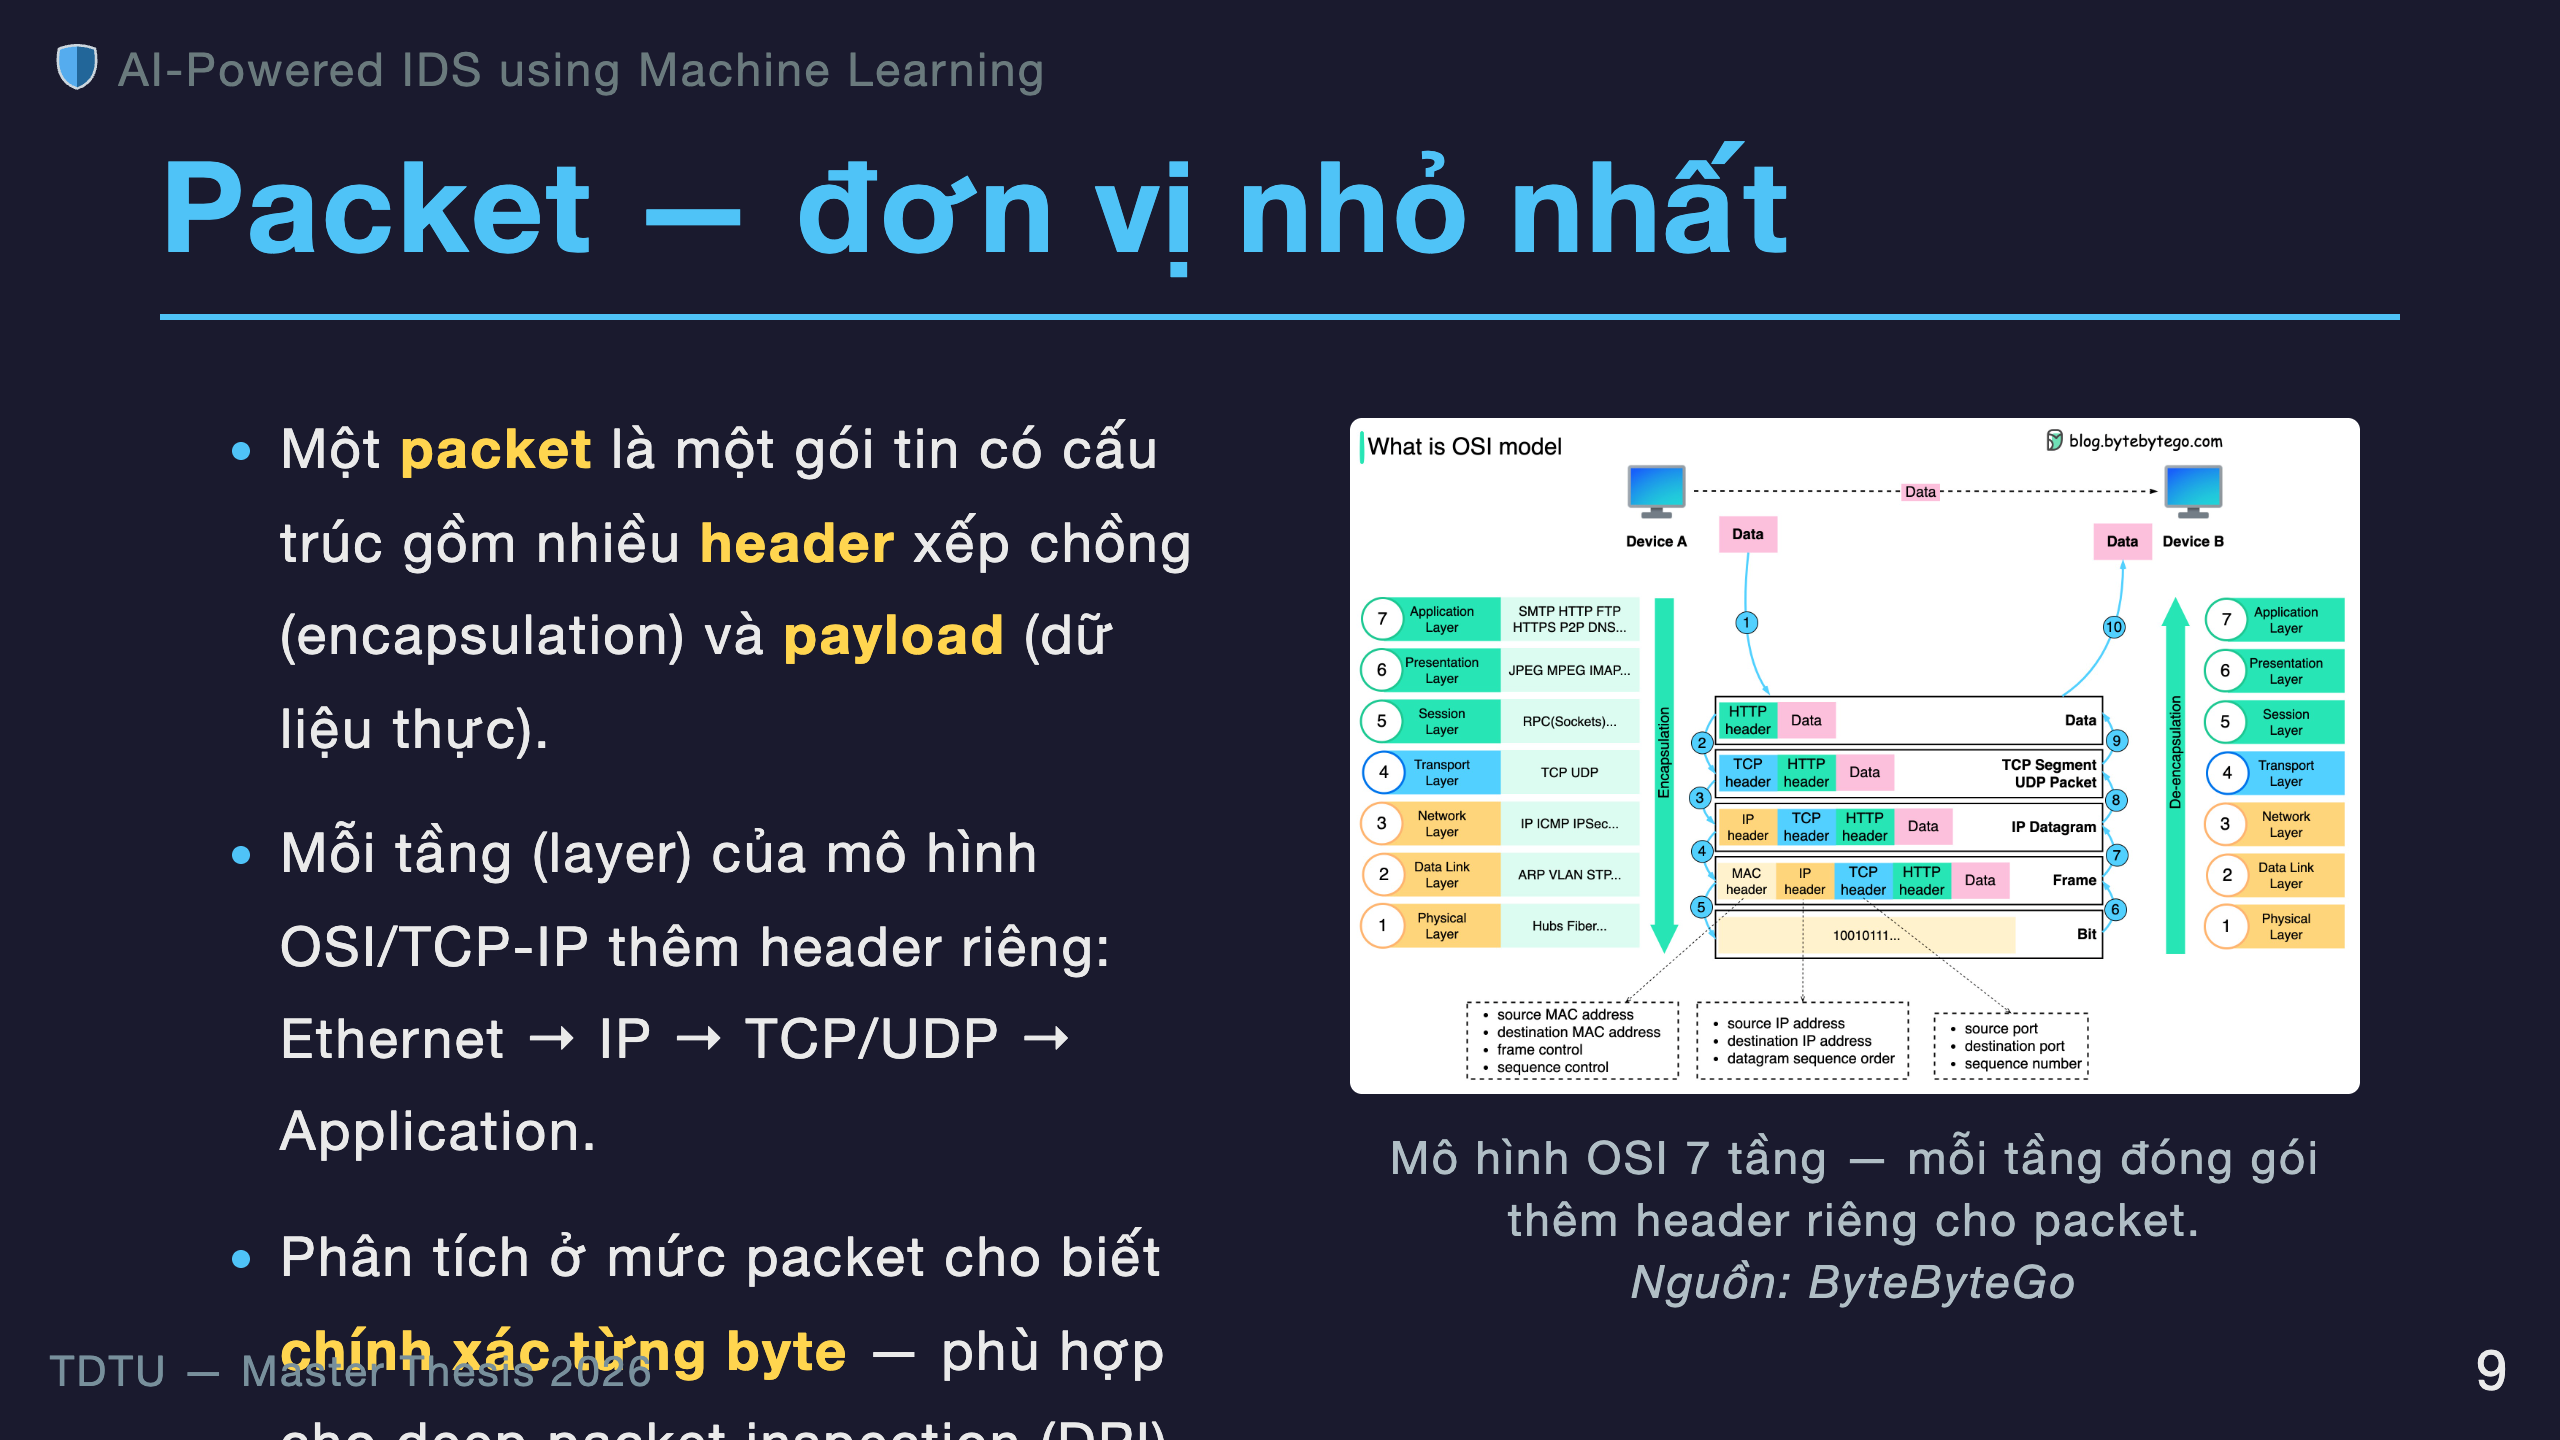 AI-Powered IDS using Machine Learning
Packet — đơn vị nhỏ nhất
• Một packet là một gói tin có cấu
trúc gồm nhiều header xếp chồng
(encapsulation) và payload (dữ
liệu thực).
• Mỗi tầng (layer) của mô hình
OSI/TCP-IP thêm header riêng:
Ethernet → IP → TCP/UDP →
Application.
• Phân tích ở mức packet cho biết
chính xác từng byte — phù hợp
cho deep packet inspection (DPI)
What is OSI model
blog.bytebytego.com
Data
Device A
Data
Data
Device B
7
Application
Layer
SMTP HTTP FTP
HTTPS P2P DNS...
6
Presentation
Layer
JPEG MPEG IMAP...
5
Session
Layer
RPC(Sockets)...
4
Transport
Layer
TCP UDP
3
Network
Layer
IP ICMP IPSec...
2
Data Link
Layer
ARP VLAN STP...
1
Physical
Layer
Hubs Fiber...
Encapsulation
1
10
HTTP
header
Data
Data
2
9
TCP
header
HTTP
header
Data
TCP Segment
UDP Packet
3
8
IP
header
TCP
header
HTTP
header
Data
IP Datagram
4
7
MAC
header
IP
header
TCP
header
HTTP
header
Data
Frame
5
6
10010111...
Bit
De-encapsulation
7
Application
Layer
6
Presentation
Layer
5
Session
Layer
4
Transport
Layer
3
Network
Layer
2
Data Link
Layer
1
Physical
Layer
• source MAC address
• destination MAC address
• frame control
• sequence control
• source IP address
• destination IP address
• datagram sequence order
• source port
• destination port
• sequence number
Mô hình OSI 7 tầng — mỗi tầng đóng gói
thêm header riêng cho packet.
Nguồn: ByteByteGo
TDTU — Master Thesis 2026
9